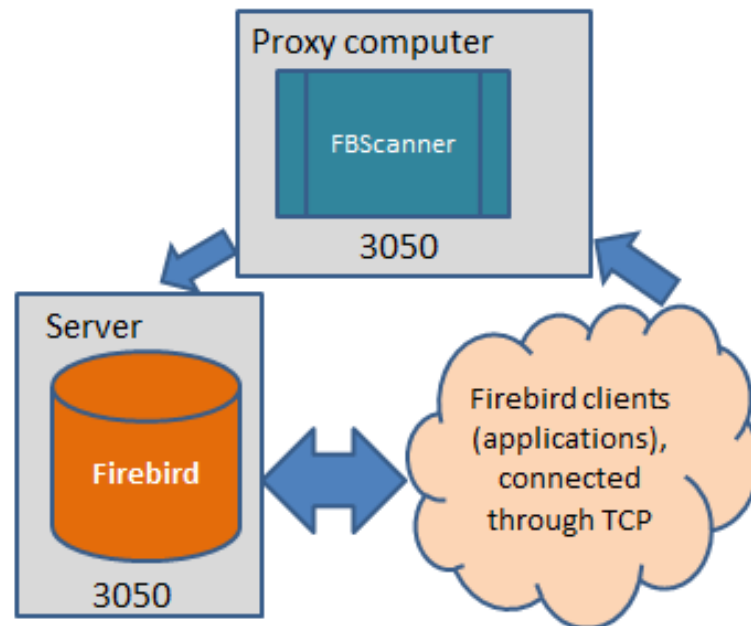 Proxy computer
FBScanner
3050
Server
Firebird
3050
Firebird clients
(applications),
connected
through TCP